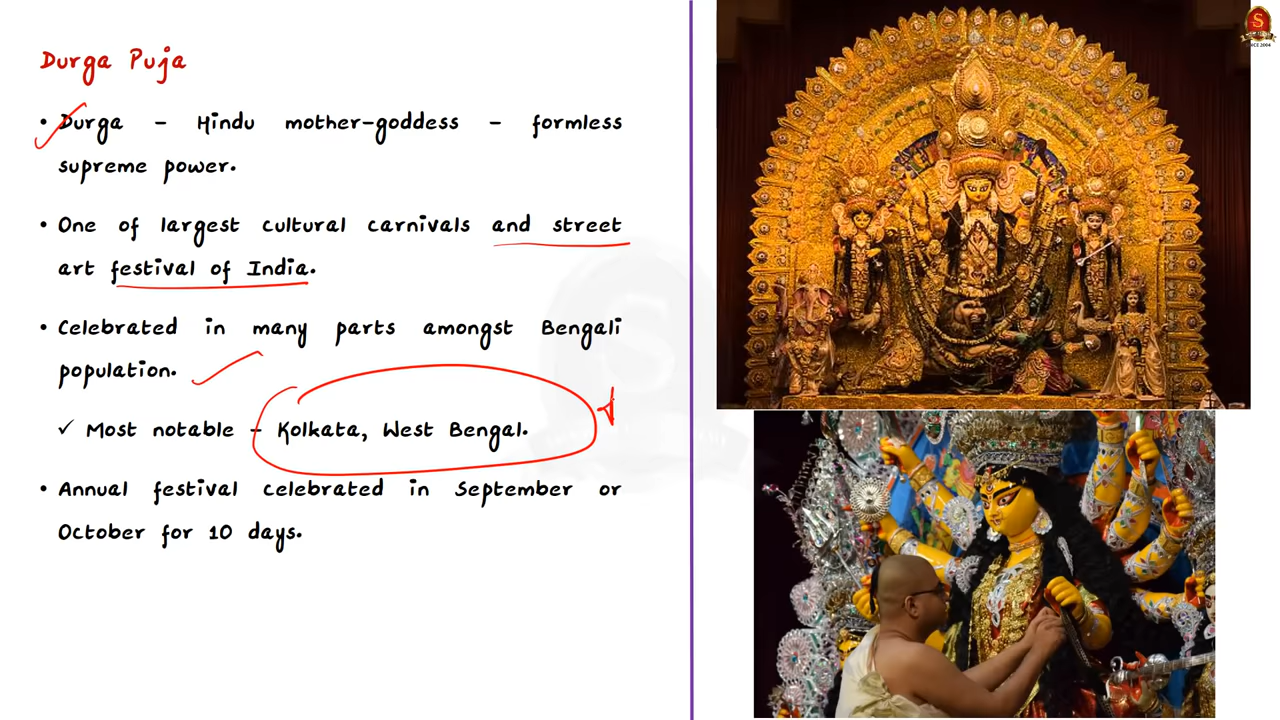 Durga Puja
• Durga – Hindu mother-goddess – formless
supreme power.
• One of largest cultural carnivals and street
art festival of India.
• Celebrated in many parts amongst Bengali
population.
✓ Most notable – Kolkata, West Bengal.
• Annual festival celebrated in September or
October for 10 days.